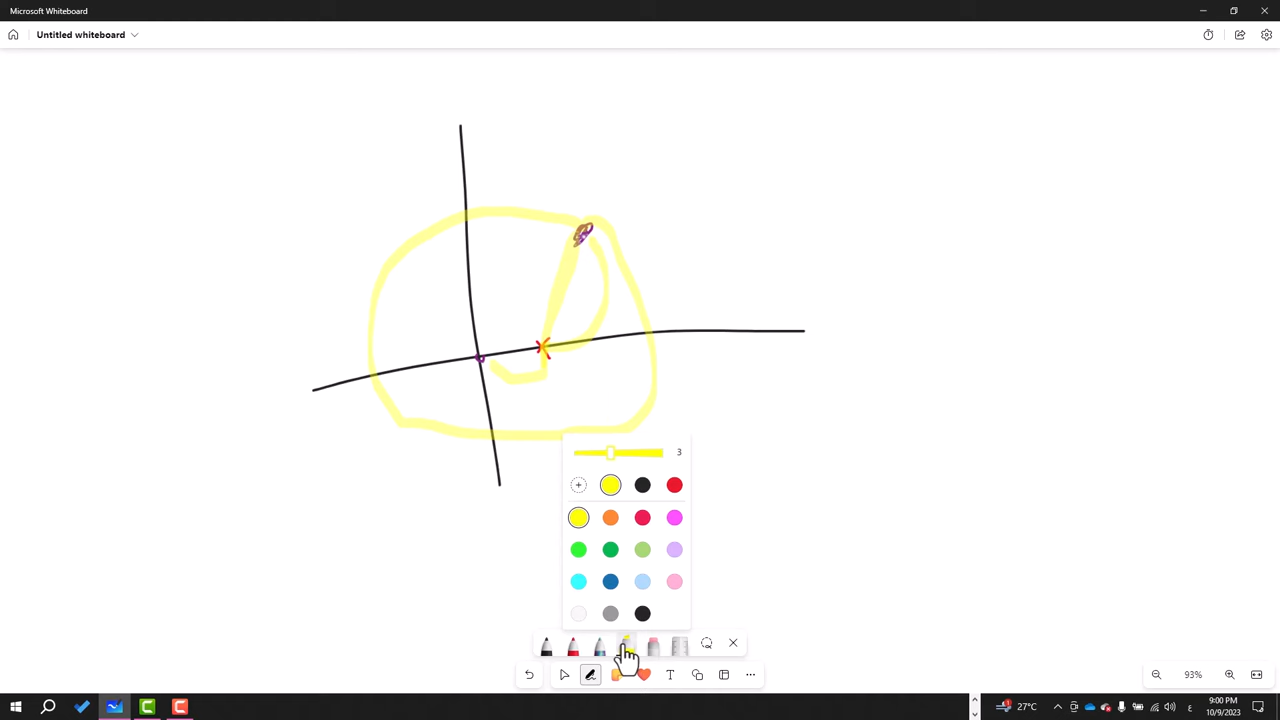 Microsoft Whiteboard
Untitled whiteboard
3
93%
27°C
ع
9:00 PM
10/9/2023